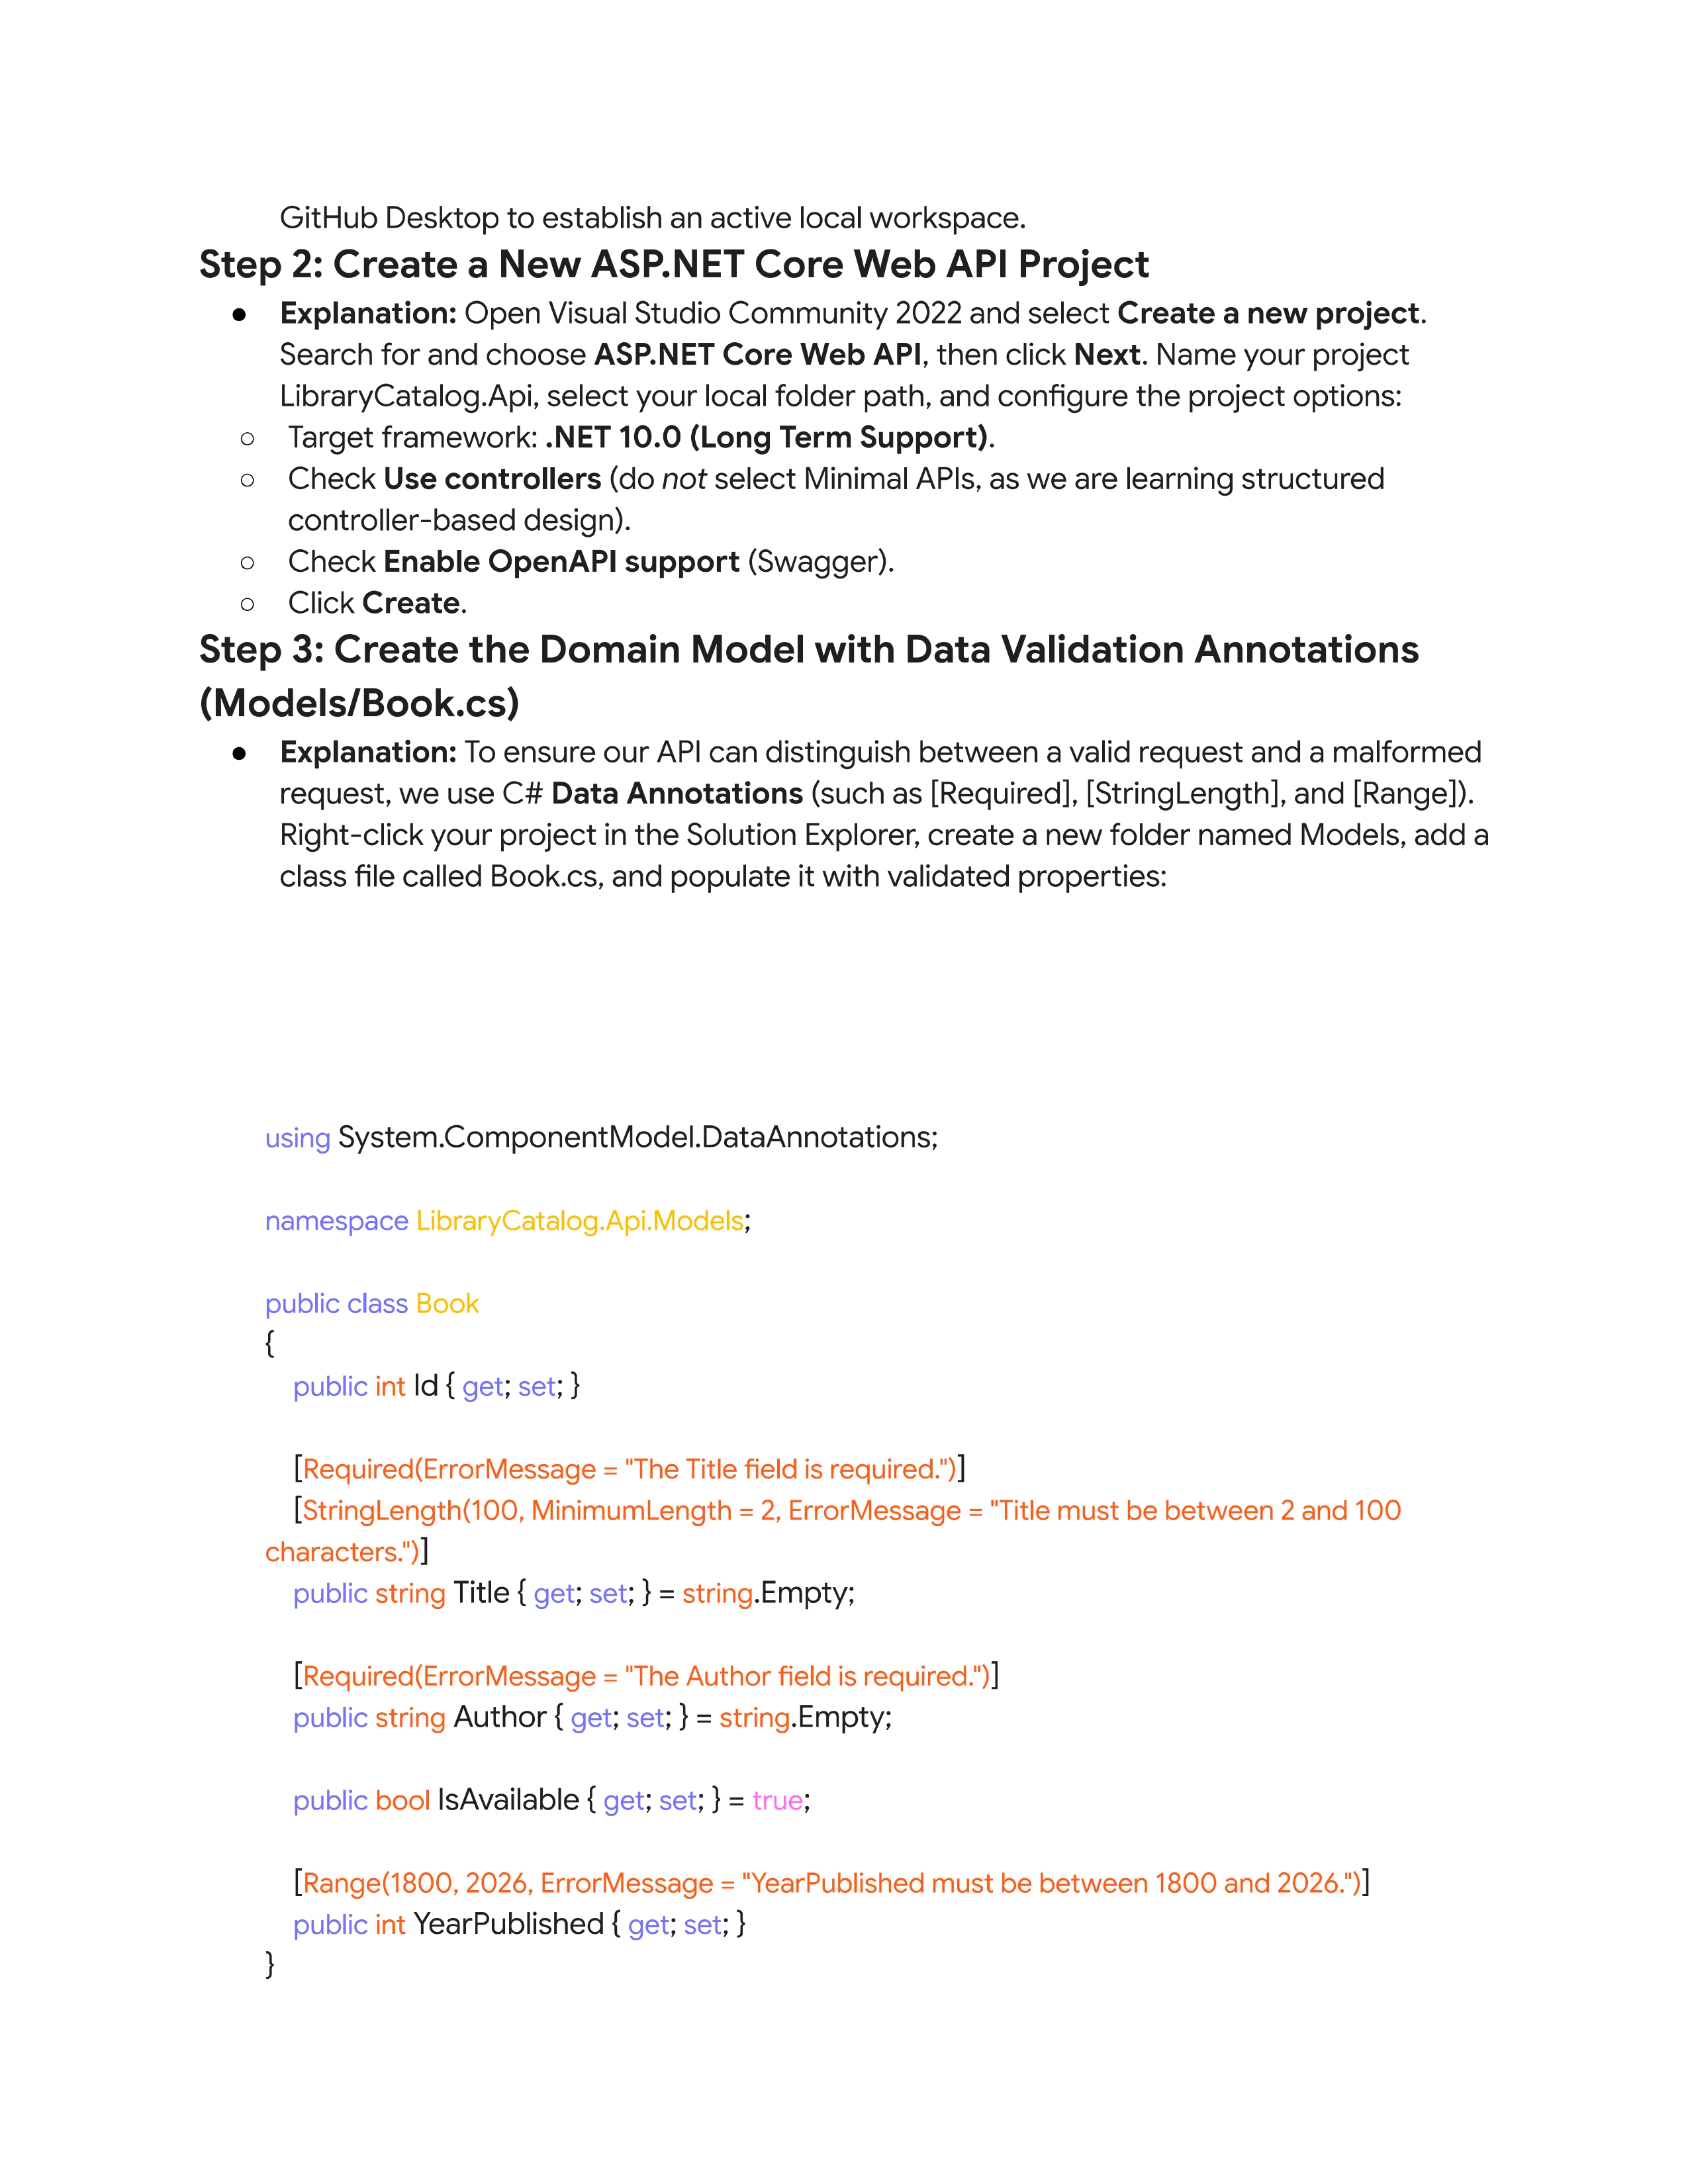 GitHub Desktop to establish an active local workspace.
Step 2: Create a New ASP.NET Core Web API Project
● Explanation: Open Visual Studio Community 2022 and select Create a new project.
Search for and choose ASP.NET Core Web API, then click Next. Name your project
LibraryCatalog.Api, select your local folder path, and configure the project options:
○ Target framework: .NET 10.0 (Long Term Support).
○ Check Use controllers (do not select Minimal APIs, as we are learning structured
controller-based design).
○ Check Enable OpenAPI support (Swagger).
○ Click Create.
Step 3: Create the Domain Model with Data Validation Annotations
(Models/Book.cs)
● Explanation: To ensure our API can distinguish between a valid request and a malformed
request, we use C# Data Annotations (such as [Required], [StringLength], and [Range]).
Right-click your project in the Solution Explorer, create a new folder named Models, add a
class file called Book.cs, and populate it with validated properties:
using System.ComponentModel.DataAnnotations;
namespace LibraryCatalog.Api.Models;
public class Book
{
public int Id { get; set; }
[Required(ErrorMessage = "The Title field is required.")]
[StringLength(100, MinimumLength = 2, ErrorMessage = "Title must be between 2 and 100
characters.")]
public string Title { get; set; } = string.Empty;
[Required(ErrorMessage = "The Author field is required.")]
public string Author { get; set; } = string.Empty;
public bool IsAvailable { get; set; } = true;
[Range(1800, 2026, ErrorMessage = "YearPublished must be between 1800 and 2026.")]
public int YearPublished { get; set; }
}